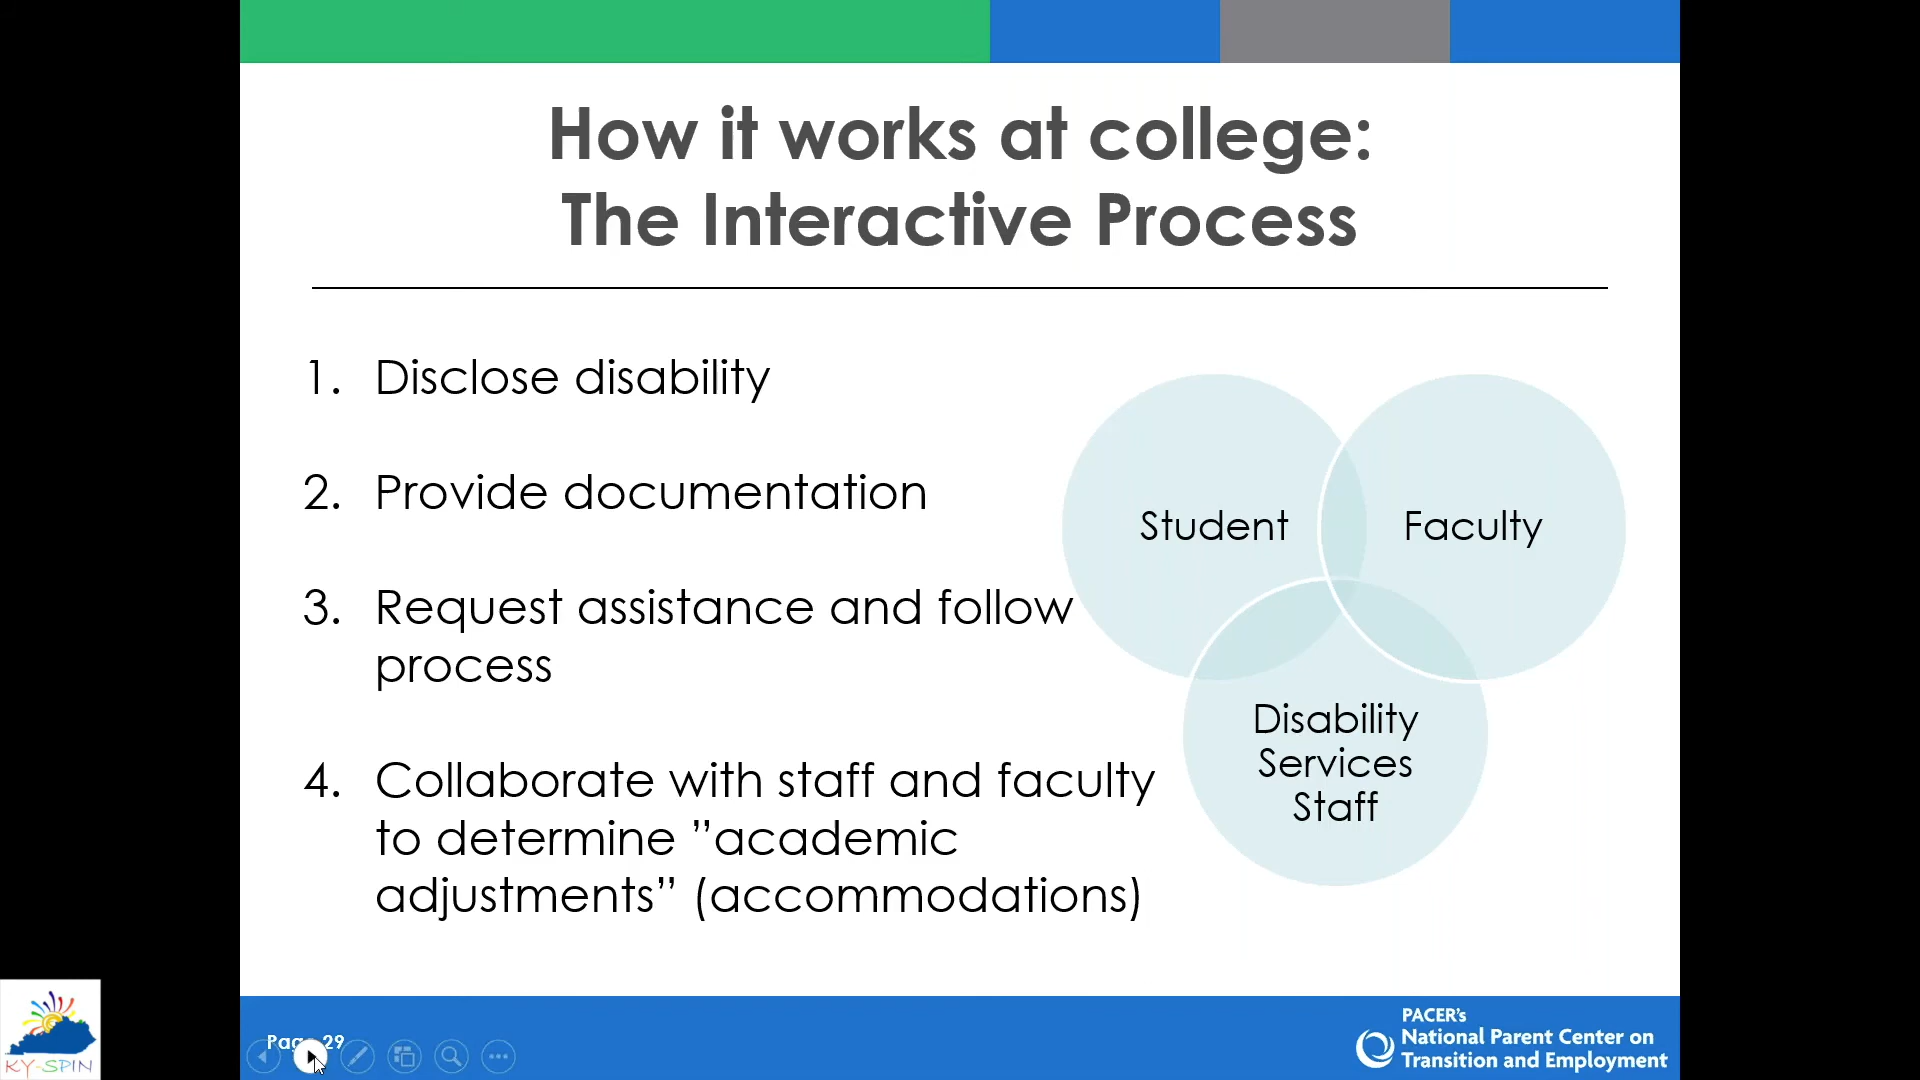 How it works at college:
The Interactive Process
1. Disclose disability
2. Provide documentation
3. Request assistance and follow
process
4. Collaborate with staff and faculty
to determine ”academic
adjustments” (accommodations)
Student
Faculty
Disability
Services
Staff
Page 29
PACER’s
National Parent Center on
Transition and Employment
KY-SPIN